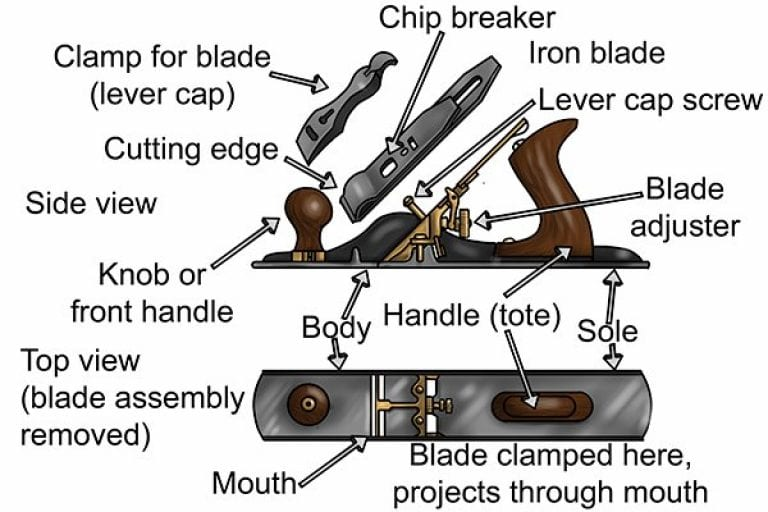 Chip breaker
Clamp for blade
(lever cap)
Iron blade
Lever cap screw
Cutting edge
Side view
Blade
adjuster
Knob or
front handle
Body
Handle (tote)
Sole
Top view
(blade assembly
removed)
Mouth
Blade clamped here,
projects through mouth